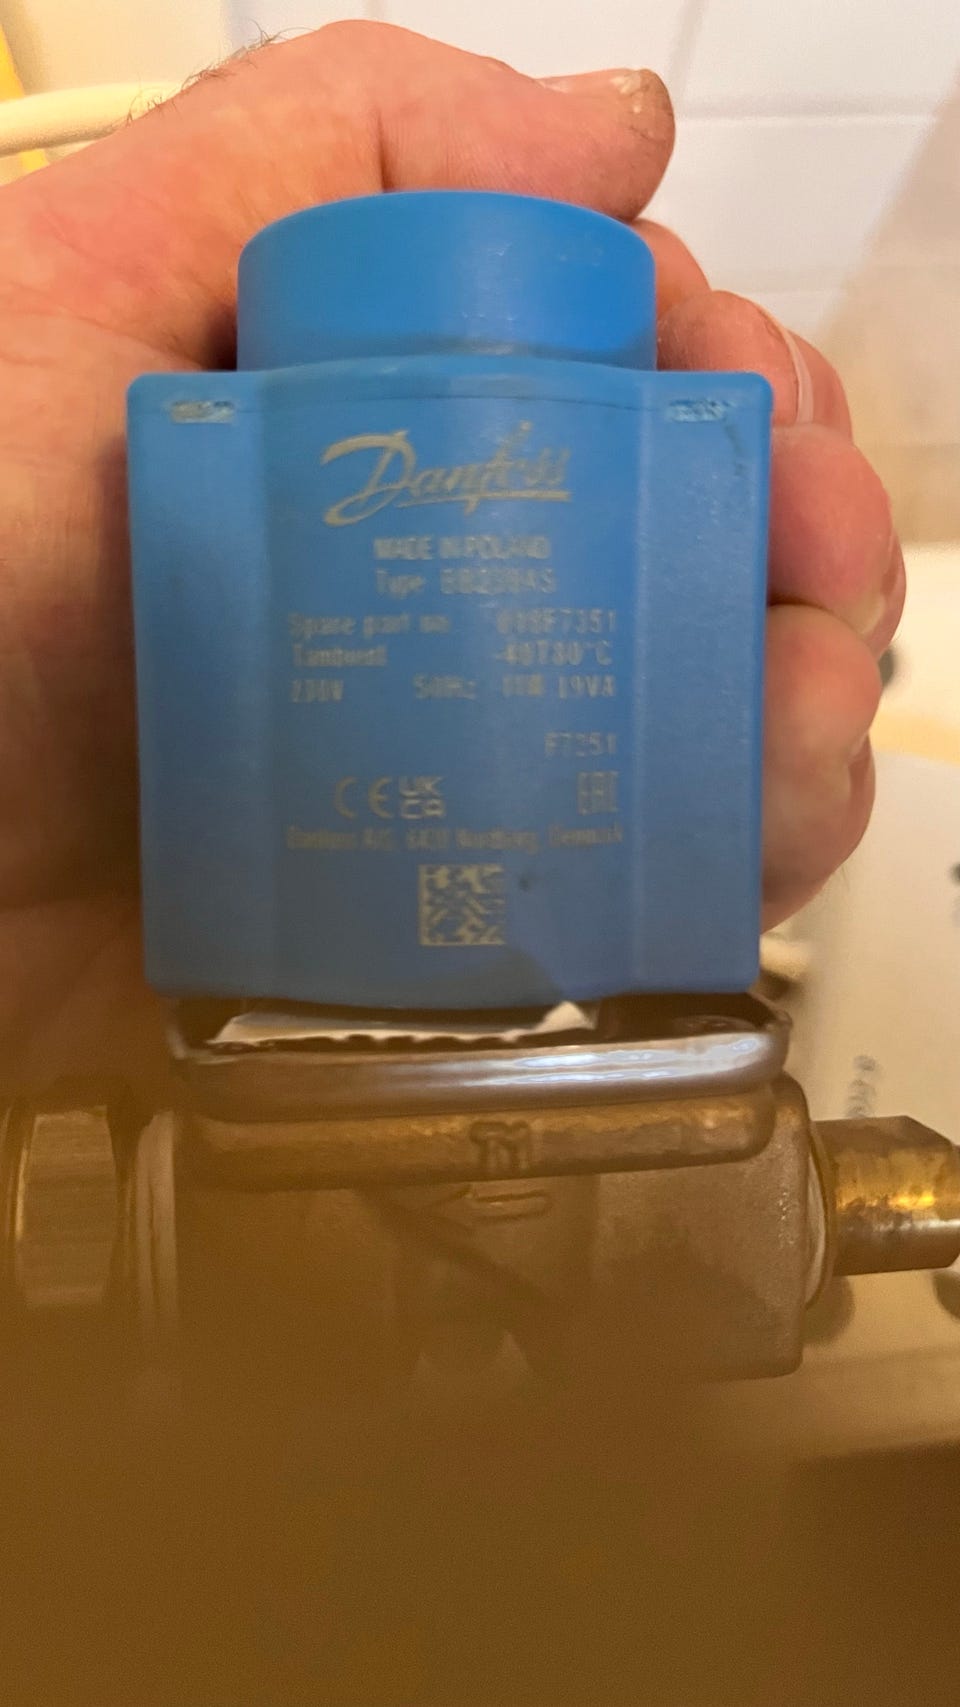 Danfoss
MADE IN POLAND
Type BB230AS
Spare part no. 018F7351
Tambient -40T80°C
230V 50Hz 11W 19VA
F7351
CE UK CA EAC
Danfoss A/S, 6430 Nordborg, Denmark